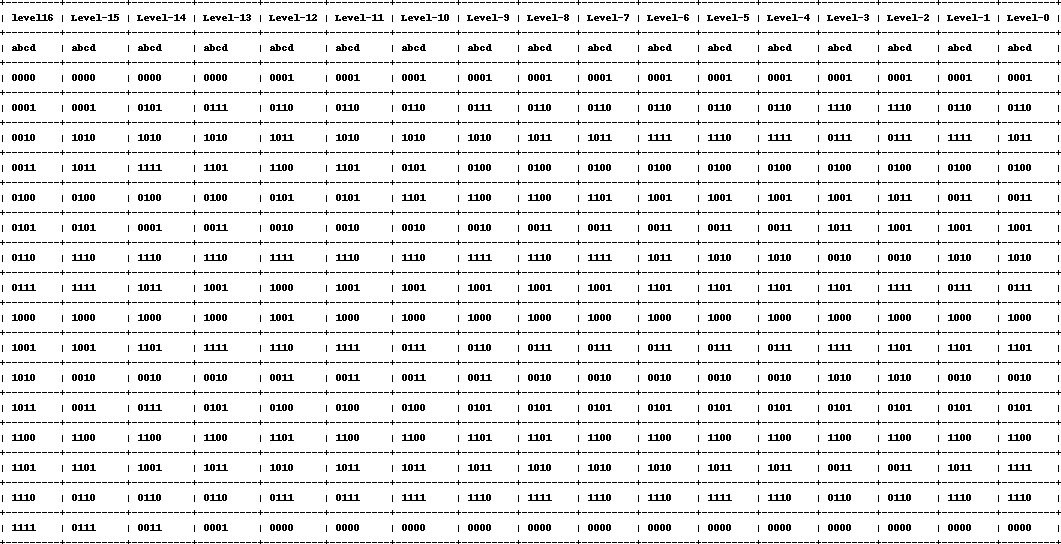 | level16 | Level-15 | Level-14 | Level-13 | Level-12 | Level-11 | Level-10 | Level-9 | Level-8 | Level-7 | Level-6 | Level-5 | Level-4 | Level-3 | Level-2 | Level-1 | Level-0 |
| abcd | abcd | abcd | abcd | abcd | abcd | abcd | abcd | abcd | abcd | abcd | abcd | abcd | abcd | abcd | abcd | abcd |
| 0000 | 0000 | 0000 | 0000 | 0001 | 0001 | 0001 | 0001 | 0001 | 0001 | 0001 | 0001 | 0001 | 0001 | 0001 | 0001 | 0001 |
| 0001 | 0001 | 0101 | 0111 | 0110 | 0110 | 0110 | 0111 | 0110 | 0110 | 0110 | 0110 | 0110 | 1110 | 1110 | 0110 | 0110 |
| 0010 | 1010 | 1010 | 1010 | 1011 | 1010 | 1010 | 1010 | 1011 | 1011 | 1111 | 1110 | 1111 | 0111 | 0111 | 1111 | 1011 |
| 0011 | 1011 | 1111 | 1101 | 1100 | 1101 | 0101 | 0100 | 0100 | 0100 | 0100 | 0100 | 0100 | 0100 | 0100 | 0100 | 0100 |
| 0100 | 0100 | 0100 | 0100 | 0101 | 0101 | 1101 | 1100 | 1100 | 1101 | 1001 | 1001 | 1001 | 1001 | 1011 | 0011 | 0011 |
| 0101 | 0101 | 0001 | 0011 | 0010 | 0010 | 0010 | 0010 | 0011 | 0011 | 0011 | 0011 | 0011 | 1011 | 1001 | 1001 | 1001 |
| 0110 | 1110 | 1110 | 1110 | 1111 | 1110 | 1110 | 1111 | 1110 | 1111 | 1011 | 1010 | 1010 | 0010 | 0010 | 1010 | 1010 |
| 0111 | 1111 | 1011 | 1001 | 1000 | 1001 | 1001 | 1001 | 1001 | 1001 | 1101 | 1101 | 1101 | 1101 | 1111 | 0111 | 0111 |
| 1000 | 1000 | 1000 | 1000 | 1001 | 1000 | 1000 | 1000 | 1000 | 1000 | 1000 | 1000 | 1000 | 1000 | 1000 | 1000 | 1000 |
| 1001 | 1001 | 1101 | 1111 | 1110 | 1111 | 0111 | 0110 | 0111 | 0111 | 0111 | 0111 | 0111 | 1111 | 1101 | 1101 | 1101 |
| 1010 | 0010 | 0010 | 0010 | 0011 | 0011 | 0011 | 0011 | 0010 | 0010 | 0010 | 0010 | 0010 | 1010 | 1010 | 0010 | 0010 |
| 1011 | 0011 | 0111 | 0101 | 0100 | 0100 | 0100 | 0101 | 0101 | 0101 | 0101 | 0101 | 0101 | 0101 | 0101 | 0101 | 0101 |
| 1100 | 1100 | 1100 | 1100 | 1101 | 1100 | 1100 | 1101 | 1101 | 1100 | 1100 | 1100 | 1100 | 1100 | 1100 | 1100 | 1100 |
| 1101 | 1101 | 1001 | 1011 | 1010 | 1011 | 1011 | 1011 | 1010 | 1010 | 1010 | 1011 | 1011 | 0011 | 0011 | 1011 | 1111 |
| 1110 | 0110 | 0110 | 0110 | 0111 | 0111 | 1111 | 1110 | 1111 | 1110 | 1110 | 1111 | 1110 | 0110 | 0110 | 1110 | 1110 |
| 1111 | 0111 | 0011 | 0001 | 0000 | 0000 | 0000 | 0000 | 0000 | 0000 | 0000 | 0000 | 0000 | 0000 | 0000 | 0000 | 0000 |